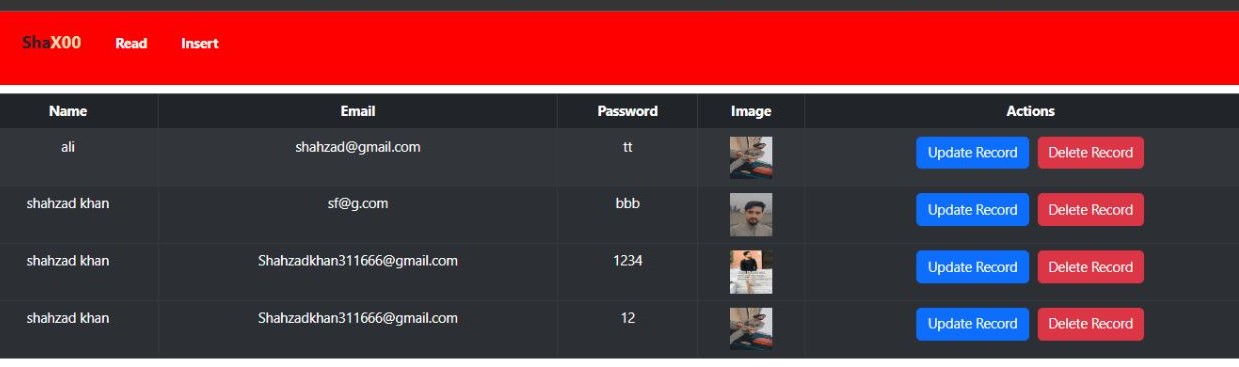 ShaX00 Read Insert
Name Email Password Image Actions
ali shahzad@gmail.com tt Update Record Delete Record
shahzad khan sf@g.com bbb Update Record Delete Record
shahzad khan Shahzadkhan311666@gmail.com 1234 Update Record Delete Record
shahzad khan Shahzadkhan311666@gmail.com 12 Update Record Delete Record